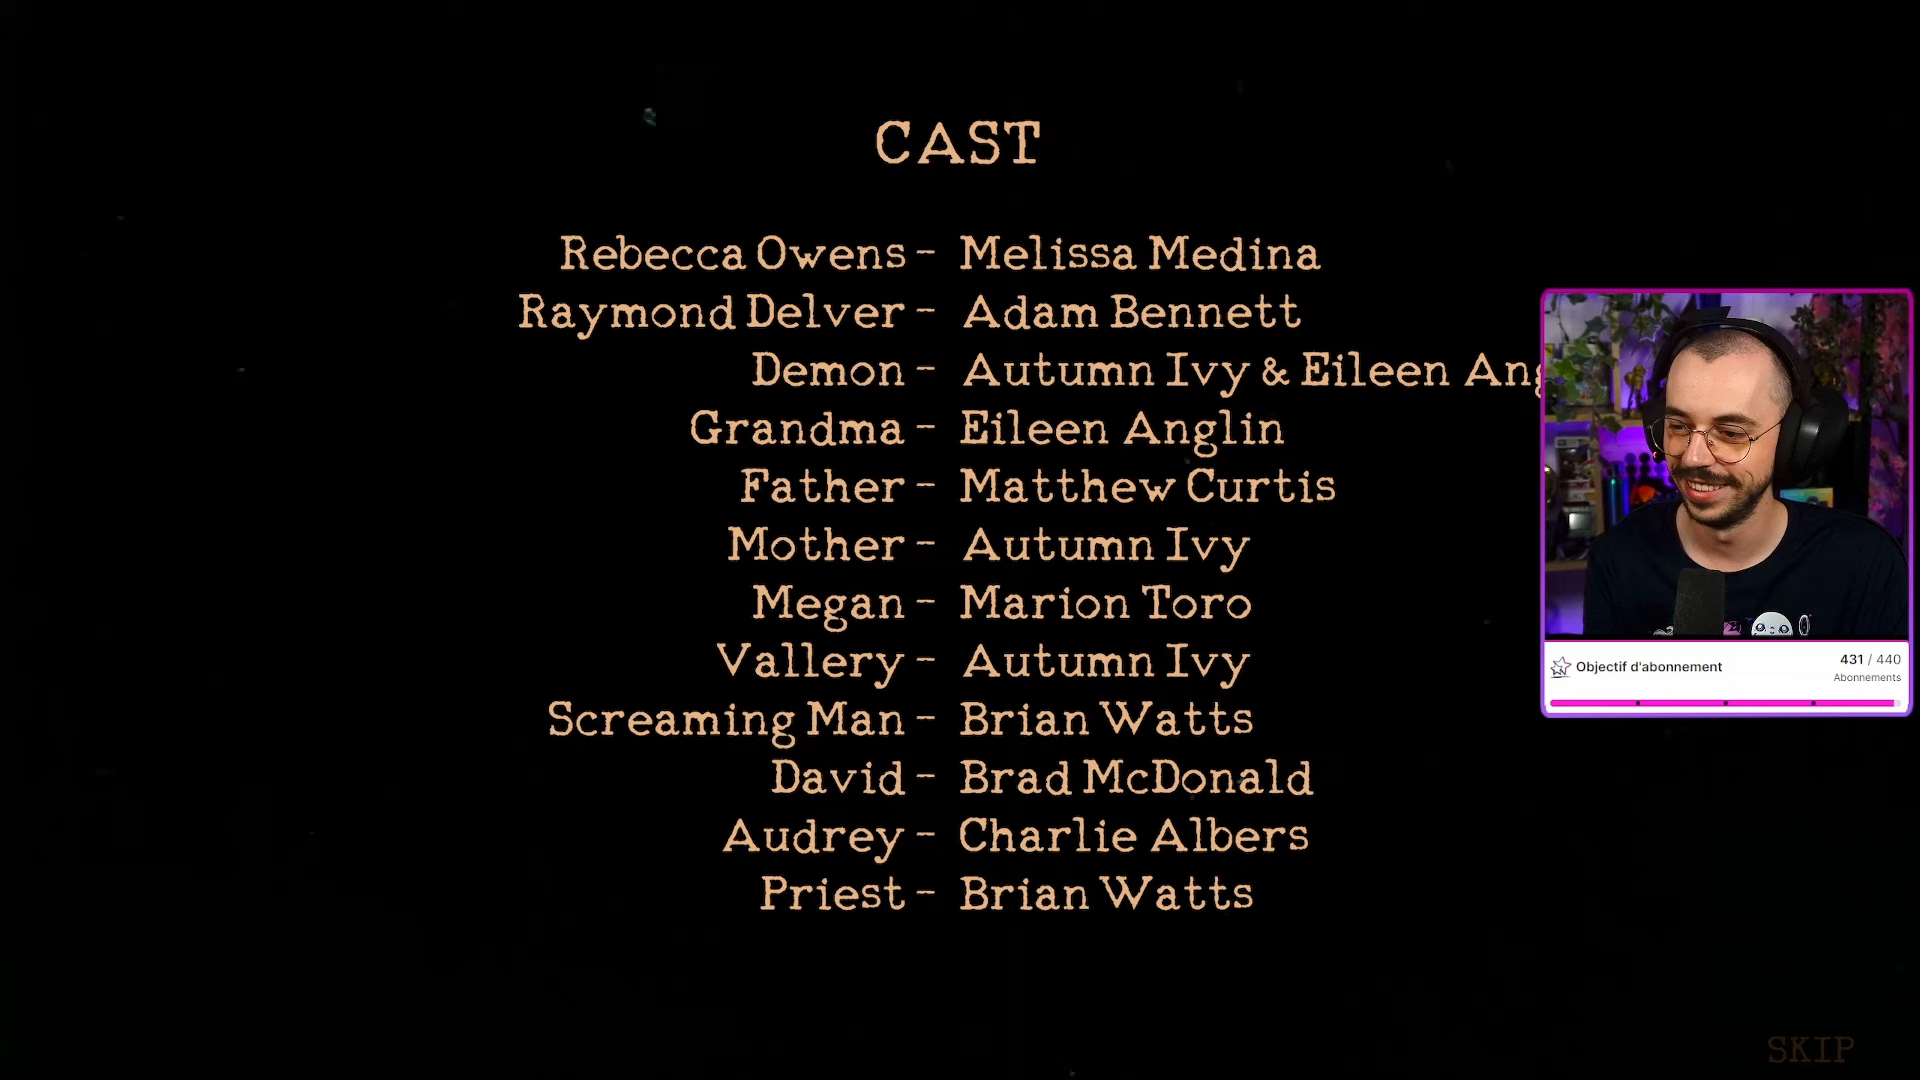 CAST
Rebecca Owens - Melissa Medina
Raymond Delver - Adam Bennett
Demon - Autumn Ivy & Eileen
Grandma - Eileen Anglin
Father - Matthew Curtis
Mother - Autumn Ivy
Megan - Marion Toro
Vallery - Autumn Ivy
Screaming Man - Brian Watts
David - Brad McDonald
Audrey - Charlie Albers
Priest - Brian Watts
Objectif d'abonnement
431 / 440
Abonnements
SKIP